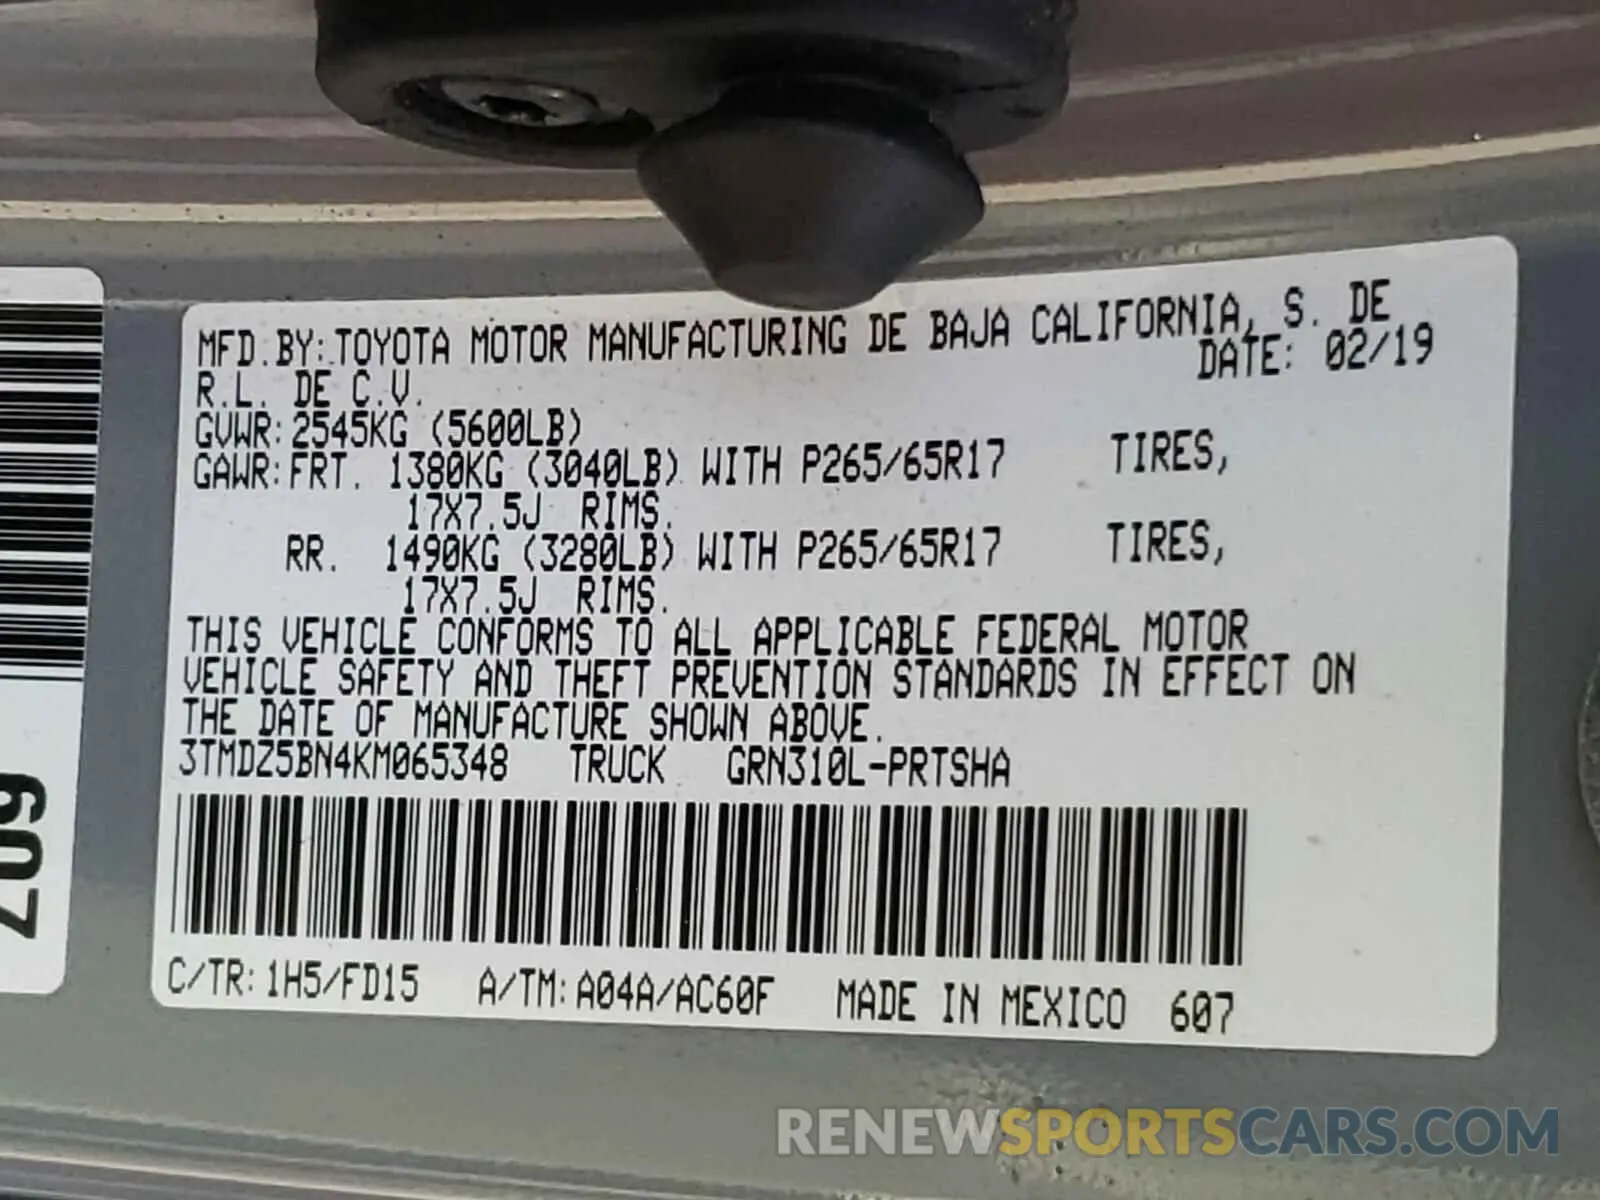 MFD.BY: TOYOTA MOTOR MANUFACTURING DE BAJA CALIFORNIA, S. DE
R.L. DE C.V. DATE: 02/19
GVWR: 2545KG (5600LB)
GAWR: FRT. 1380KG (3040LB) WITH P265/65R17 TIRES,
17X7.5J RIMS.
RR. 1490KG (3280LB) WITH P265/65R17 TIRES,
17X7.5J RIMS.
THIS VEHICLE CONFORMS TO ALL APPLICABLE FEDERAL MOTOR
VEHICLE SAFETY AND THEFT PREVENTION STANDARDS IN EFFECT ON
THE DATE OF MANUFACTURE SHOWN ABOVE.
3TMDZ5BN4KM065348 TRUCK GRN310L-PRTSHA
C/TR: 1H5/FD15 A/TM: A04A/AC60F MADE IN MEXICO 607
607
RENEWSPORTSCARS.COM